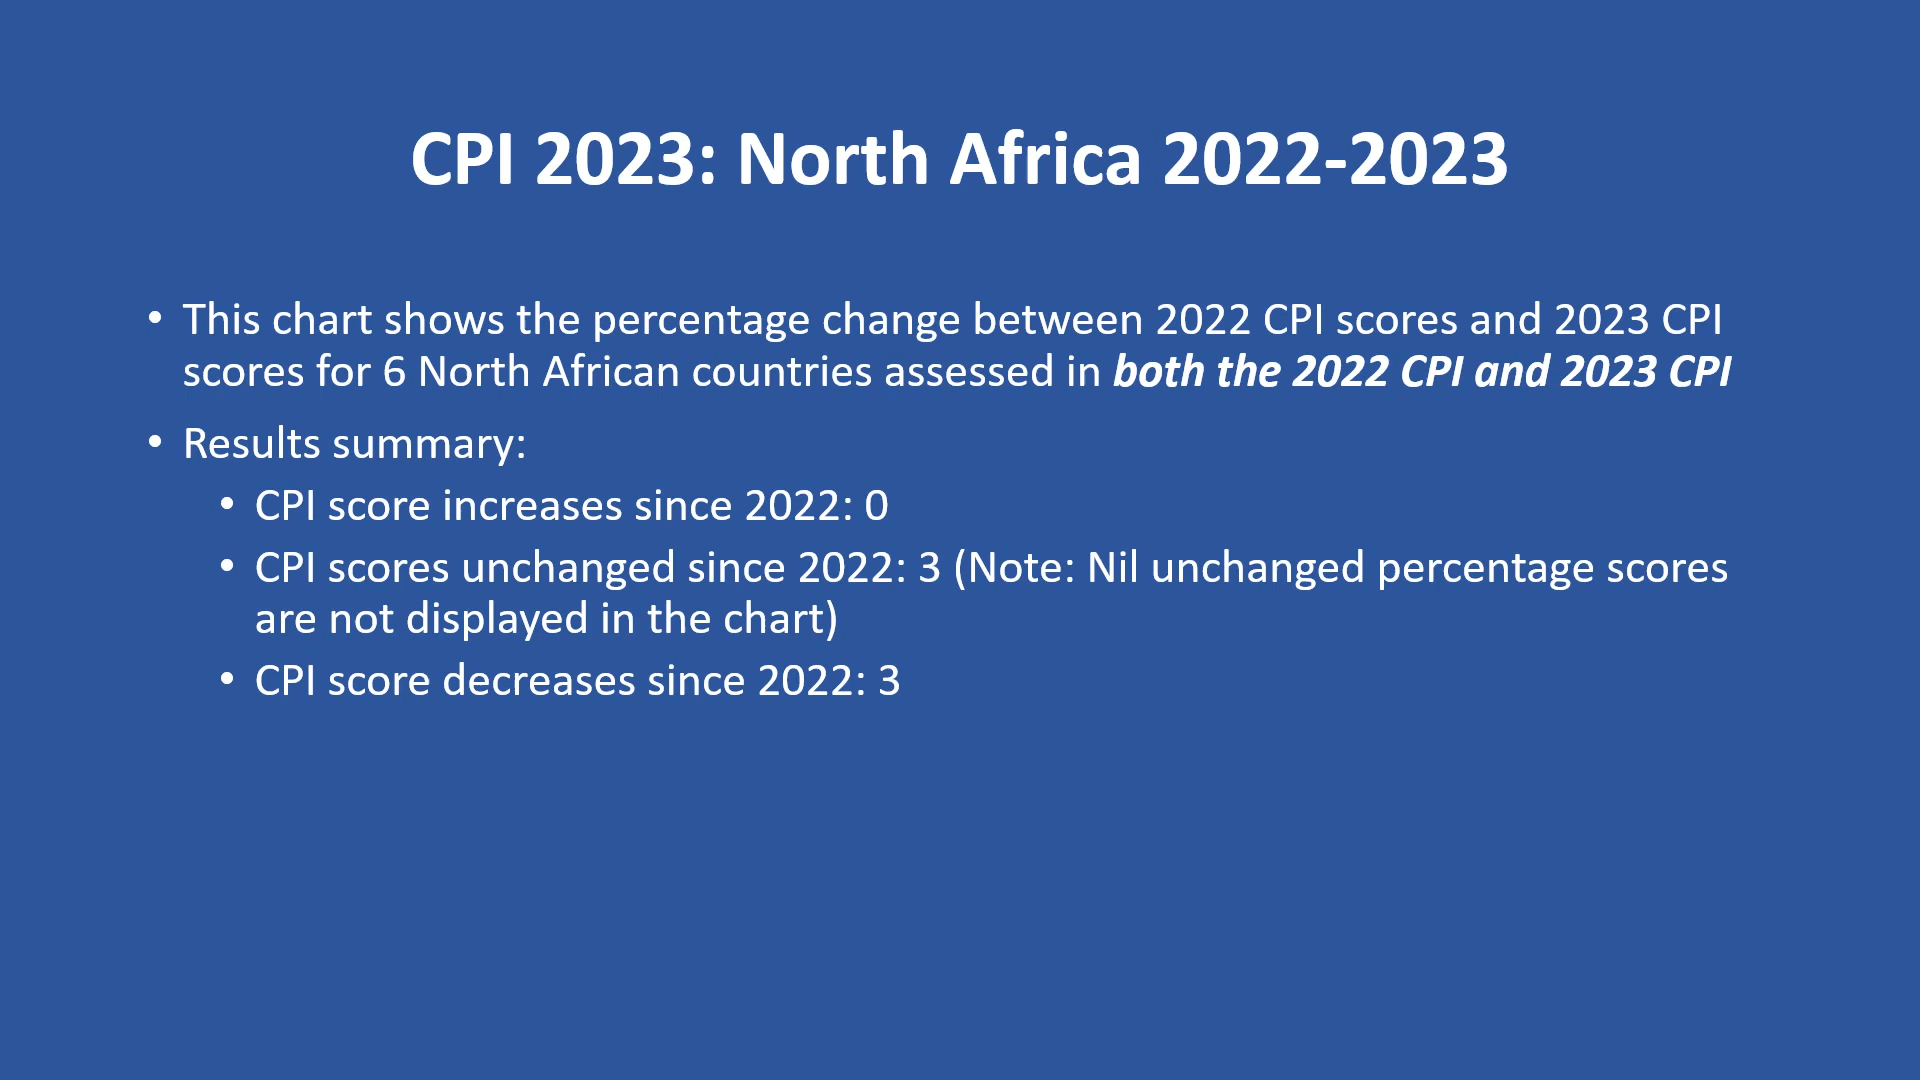 CPI 2023: North Africa 2022-2023
• This chart shows the percentage change between 2022 CPI scores and 2023 CPI
scores for 6 North African countries assessed in both the 2022 CPI and 2023 CPI
• Results summary:
• CPI score increases since 2022: 0
• CPI scores unchanged since 2022: 3 (Note: Nil unchanged percentage scores
are not displayed in the chart)
• CPI score decreases since 2022: 3